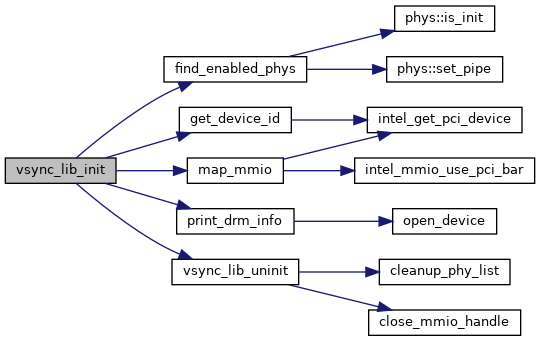 vsync_lib_init
find_enabled_phys
get_device_id
map_mmio
print_drm_info
vsync_lib_uninit
phys::is_init
phys::set_pipe
intel_get_pci_device
intel_mmio_use_pci_bar
open_device
cleanup_phy_list
close_mmio_handle